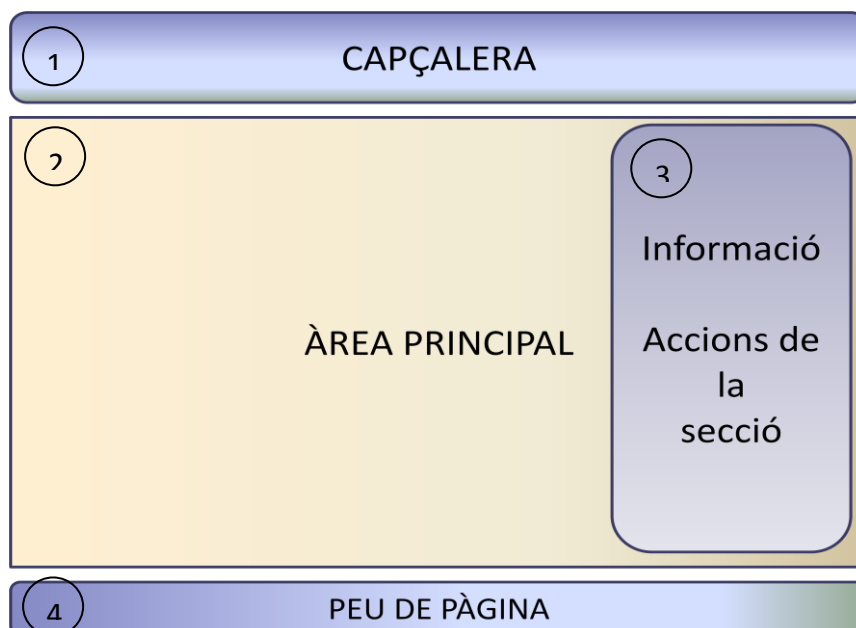 1
CAPÇALERA
2
ÀREA PRINCIPAL
3
Informació
Accions de
la
secció
4
PEU DE PÀGINA